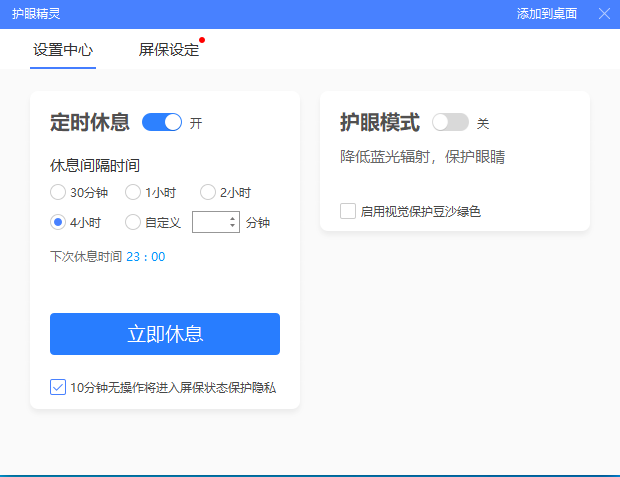 护眼精灵
添加到桌面
设置中心 屏保设定
定时休息 开
休息间隔时间
30分钟 1小时 2小时
4小时 自定义 分钟
下次休息时间 23 : 00
立即休息
10分钟无操作将进入屏保状态保护隐私
护眼模式 关
降低蓝光辐射，保护眼睛
启用视觉保护豆沙绿色